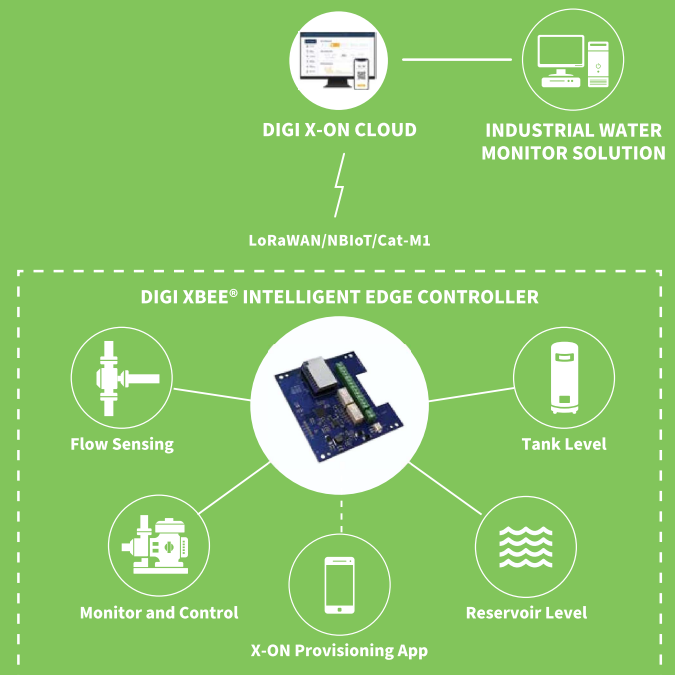 DIGI X-ON CLOUD
INDUSTRIAL WATER
MONITOR SOLUTION
LoRaWAN/NBIoT/Cat-M1
DIGI XBEE® INTELLIGENT EDGE CONTROLLER
Flow Sensing
Tank Level
Monitor and Control
Reservoir Level
X-ON Provisioning App